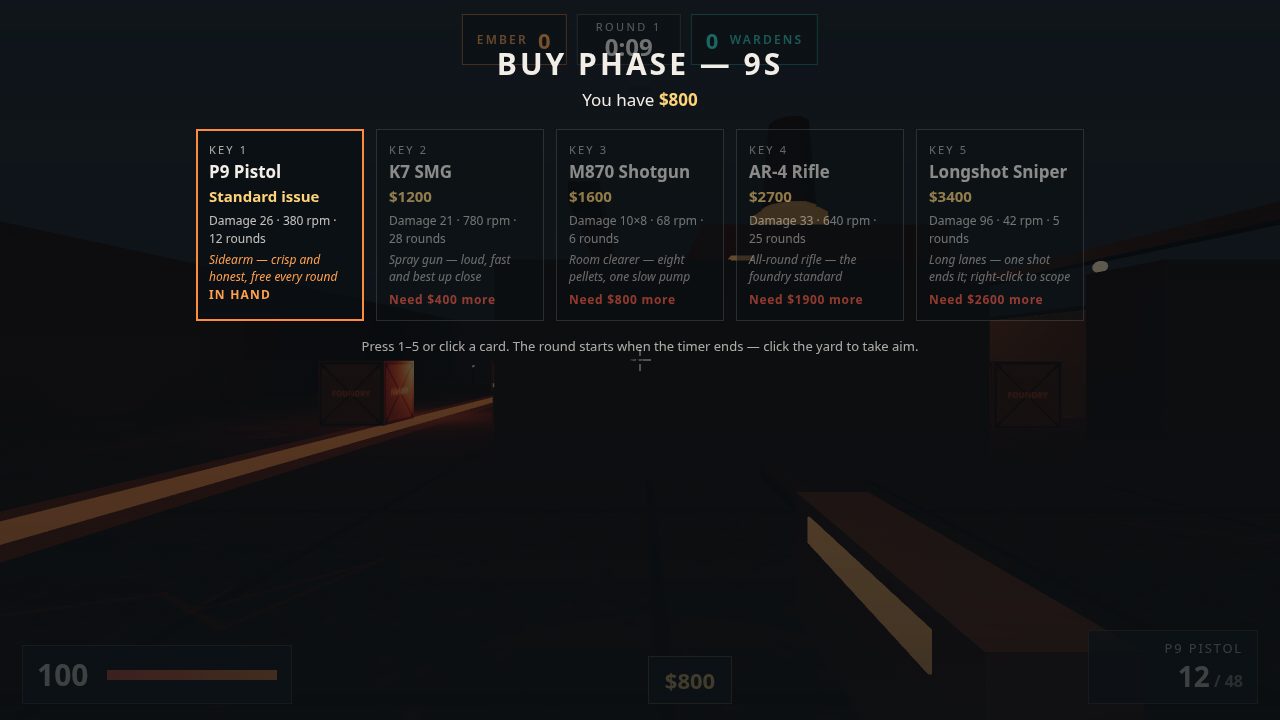 EMBER 0
ROUND 1
0:09
0 WARDENS
BUY PHASE — 9S
You have $800
KEY 1
P9 Pistol
Standard issue
Damage 26 · 380 rpm ·
12 rounds
Sidearm — crisp and
honest, free every round
IN HAND
KEY 2
K7 SMG
$1200
Damage 21 · 780 rpm ·
28 rounds
Spray gun — loud, fast
and best up close
Need $400 more
KEY 3
M870 Shotgun
$1600
Damage 10×8 · 68 rpm ·
6 rounds
Room clearer — eight
pellets, one slow pump
Need $800 more
KEY 4
AR-4 Rifle
$2700
Damage 33 · 640 rpm ·
25 rounds
All-round rifle — the
foundry standard
Need $1900 more
KEY 5
Longshot Sniper
$3400
Damage 96 · 42 rpm · 5
rounds
Long lanes — one shot
ends it; right-click to scope
Need $2600 more
Press 1–5 or click a card. The round starts when the timer ends — click the yard to take aim.
FOUNDRY
FOUNDRY
100
$800
P9 PISTOL
12 / 48